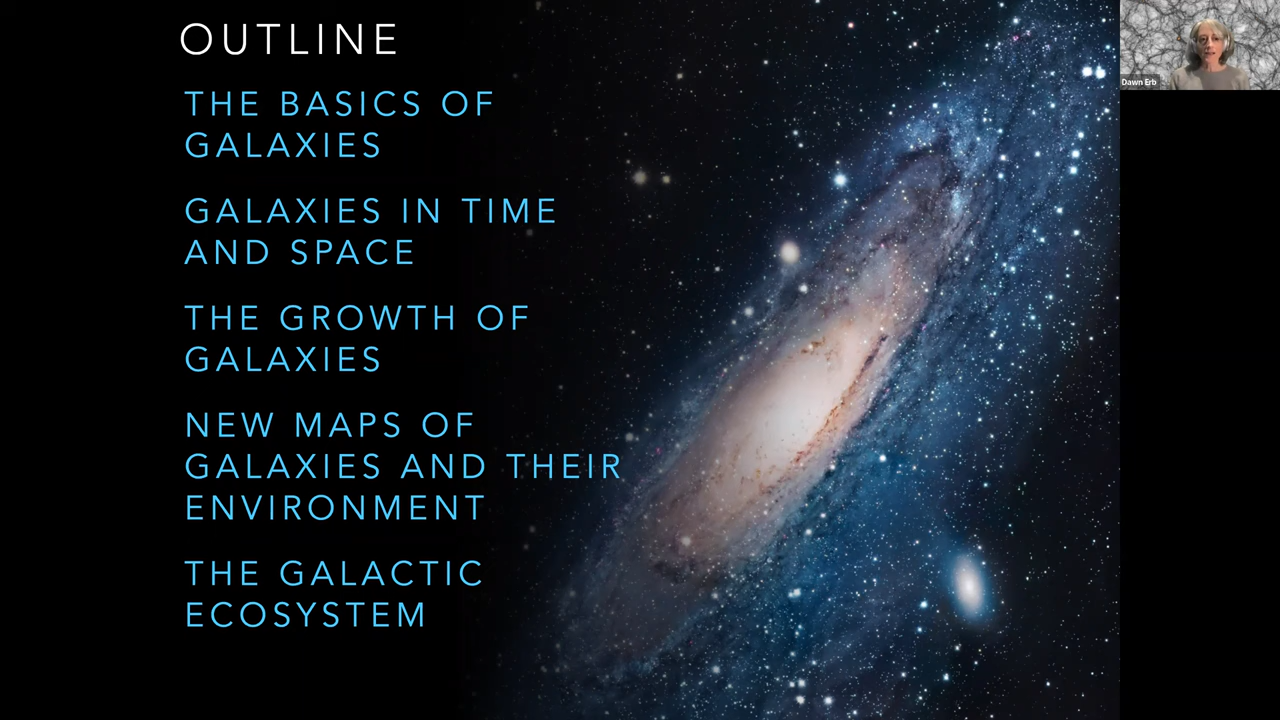 OUTLINE
THE BASICS OF
GALAXIES
GALAXIES IN TIME
AND SPACE
THE GROWTH OF
GALAXIES
NEW MAPS OF
GALAXIES AND THEIR
ENVIRONMENT
THE GALACTIC
ECOSYSTEM
Dawn Erb